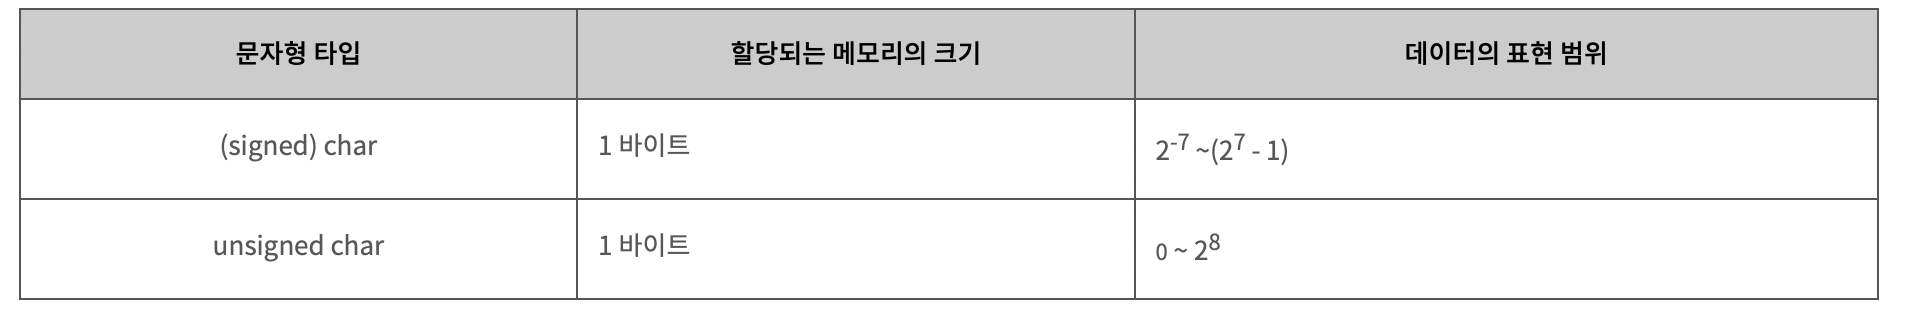 문자형 타입 할당되는 메모리의 크기 데이터의 표현 범위
(signed) char 1 바이트 2⁻⁷ ~(2⁷ - 1)
unsigned char 1 바이트 0 ~ 2⁸